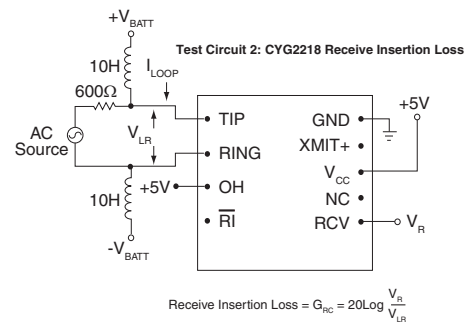 +V_BATT
Test Circuit 2: CYG2218 Receive Insertion Loss
10H
I_LOOP
600Ω
+5V
AC
Source
V_LR
TIP
GND
RING
XMIT+
V_CC
10H
+5V
OH
NC
R̅I̅
RCV
V_R
-V_BATT
Receive Insertion Loss = G_RC = 20Log V_R
V_LR